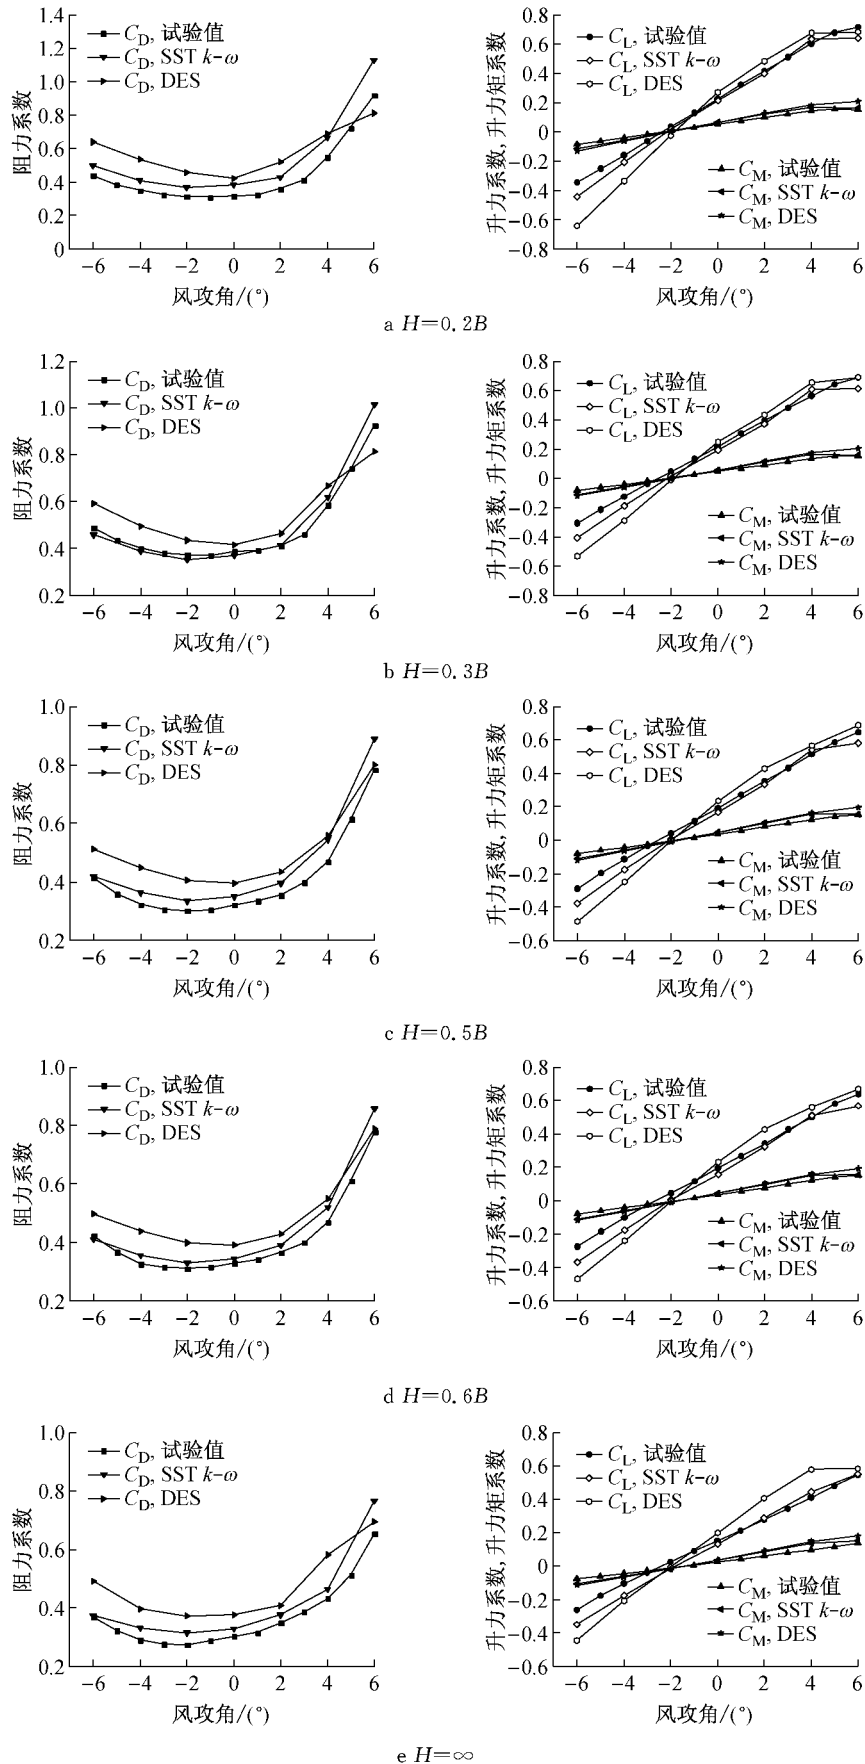 1.4
1.2
1.0
0.8
0.6
0.4
0.2
0
阻力系数
C_D, 试验值
C_D, SST k-ω
C_D, DES
−6 −4 −2 0 2 4 6
风攻角/(°)
0.8
0.6
0.4
0.2
0
−0.2
−0.4
−0.6
−0.8
升力系数, 升力矩系数
C_L, 试验值
C_L, SST k-ω
C_L, DES
C_M, 试验值
C_M, SST k-ω
C_M, DES
−6 −4 −2 0 2 4 6
风攻角/(°)
a H=0.2B
1.2
1.0
0.8
0.6
0.4
0.2
阻力系数
C_D, 试验值
C_D, SST k-ω
C_D, DES
−6 −4 −2 0 2 4 6
风攻角/(°)
0.8
0.6
0.4
0.2
0
−0.2
−0.4
−0.6
−0.8
升力系数, 升力矩系数
C_L, 试验值
C_L, SST k-ω
C_L, DES
C_M, 试验值
C_M, SST k-ω
C_M, DES
−6 −4 −2 0 2 4 6
风攻角/(°)
b H=0.3B
1.0
0.8
0.6
0.4
0.2
阻力系数
C_D, 试验值
C_D, SST k-ω
C_D, DES
−6 −4 −2 0 2 4 6
风攻角/(°)
0.8
0.6
0.4
0.2
0
−0.2
−0.4
−0.6
升力系数, 升力矩系数
C_L, 试验值
C_L, SST k-ω
C_L, DES
C_M, 试验值
C_M, SST k-ω
C_M, DES
−6 −4 −2 0 2 4 6
风攻角/(°)
c H=0.5B
1.0
0.8
0.6
0.4
0.2
阻力系数
C_D, 试验值
C_D, SST k-ω
C_D, DES
−6 −4 −2 0 2 4 6
风攻角/(°)
0.8
0.6
0.4
0.2
0
−0.2
−0.4
−0.6
升力系数, 升力矩系数
C_L, 试验值
C_L, SST k-ω
C_L, DES
C_M, 试验值
C_M, SST k-ω
C_M, DES
−6 −4 −2 0 2 4 6
风攻角/(°)
d H=0.6B
1.0
0.8
0.6
0.4
0.2
阻力系数
C_D, 试验值
C_D, SST k-ω
C_D, DES
−6 −4 −2 0 2 4 6
风攻角/(°)
0.8
0.6
0.4
0.2
0
−0.2
−0.4
−0.6
升力系数, 升力矩系数
C_L, 试验值
C_L, SST k-ω
C_L, DES
C_M, 试验值
C_M, SST k-ω
C_M, DES
−6 −4 −2 0 2 4 6
风攻角/(°)
e H=∞